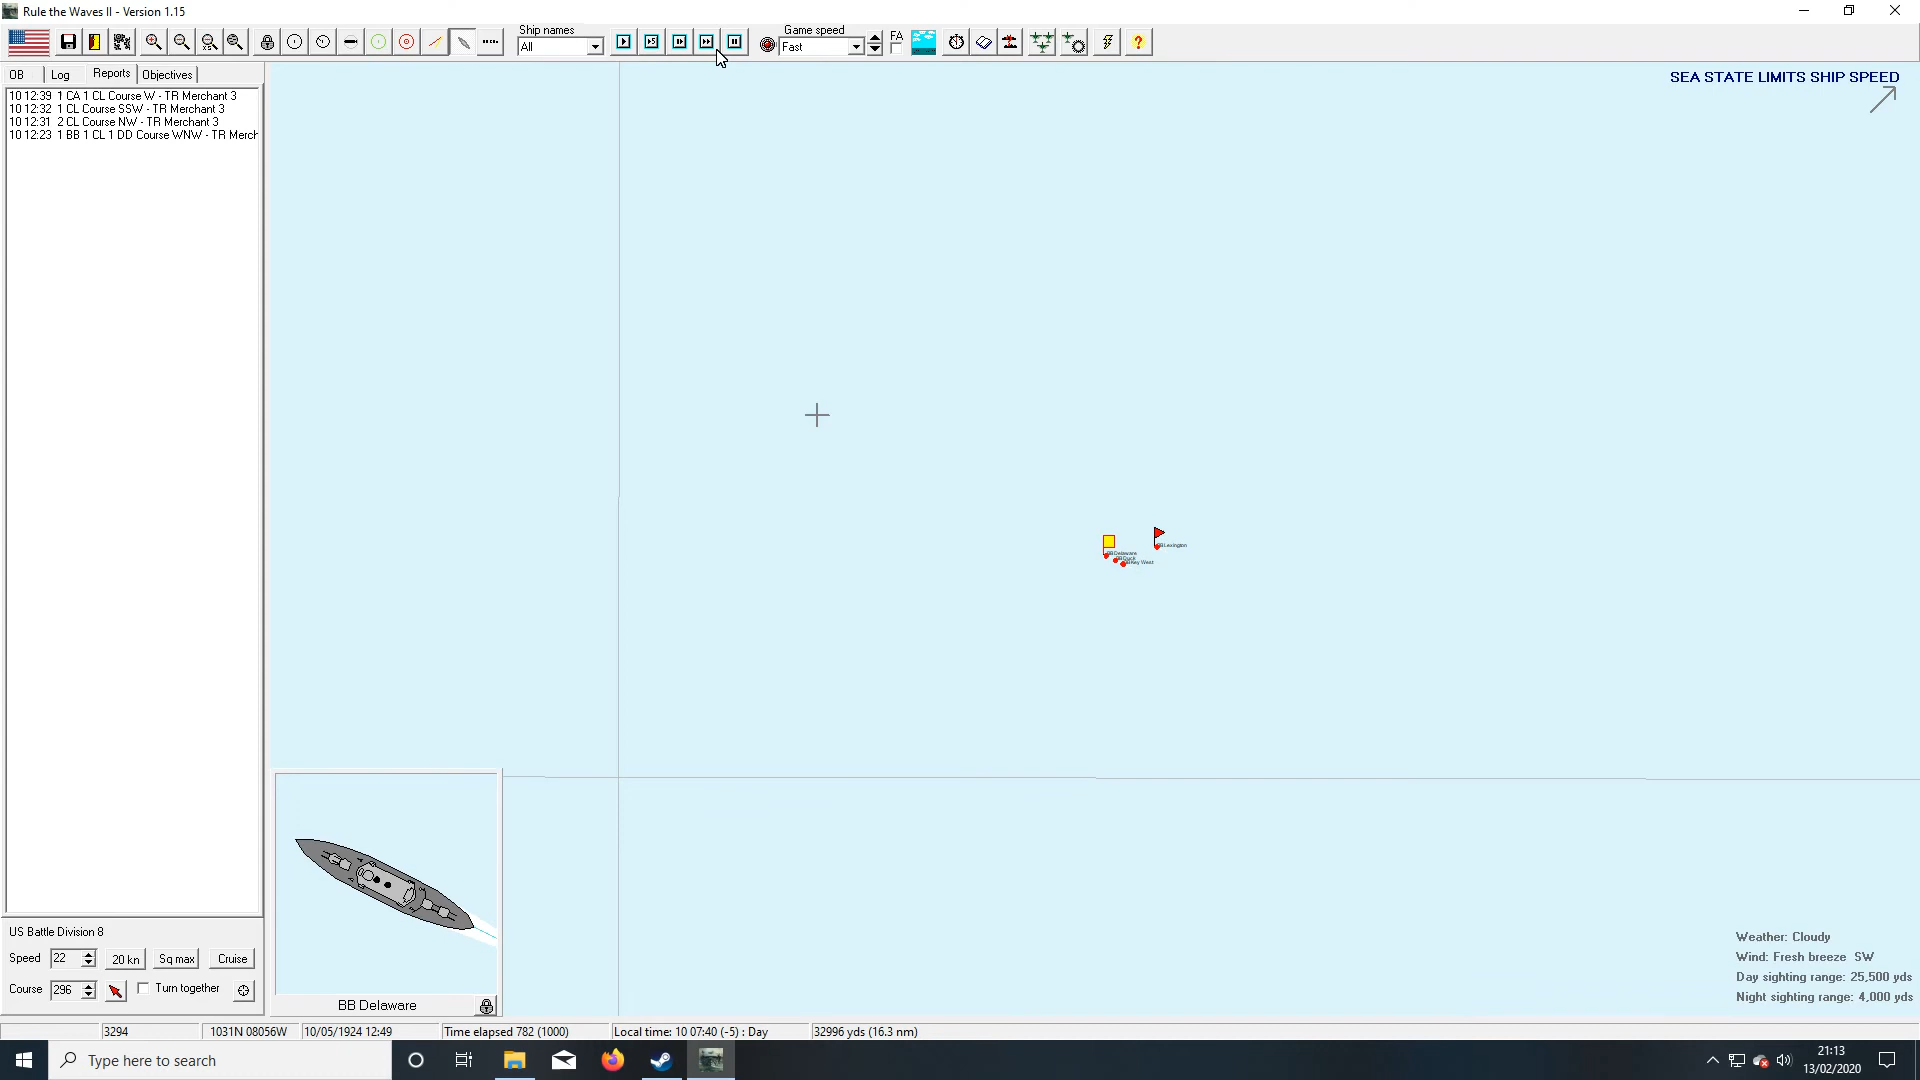 Rule the Waves II - Version 1.15
Ship names
All
Game speed
Fast
FA
OB
Log
Reports
Objectives
10 12:39 1 CA 1 CL Course W - TR Merchant 3
10 12:32 1 CL Course SSW - TR Merchant 3
10 12:31 2 CL Course NW - TR Merchant 3
10 12:23 1 BB 1 CL 1 DD Course WNW - TR Merch
SEA STATE LIMITS SHIP SPEED
BB Delaware
Lexington
Key West
US Battle Division 8
Speed 22 20 kn Sq max Cruise
Course 296 Turn together
BB Delaware
Weather: Cloudy
Wind: Fresh breeze SW
Day sighting range: 25,500 yds
Night sighting range: 4,000 yds
3294
1031N 08056W
10/05/1924 12:49
Time elapsed 782 (1000)
Local time: 10 07:40 (-5) : Day
32996 yds (16.3 nm)
Type here to search
21:13
13/02/2020